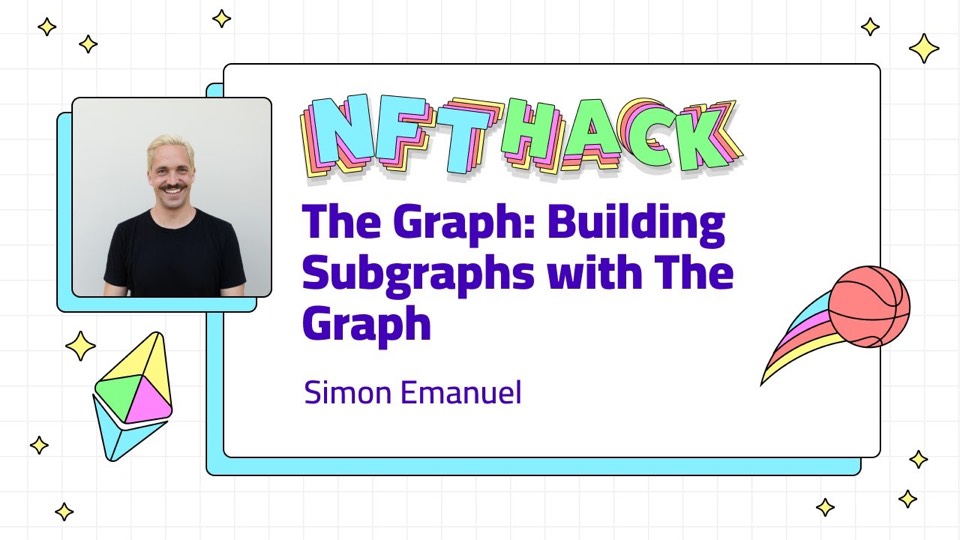 NFTHACK
The Graph: Building
Subgraphs with The
Graph
Simon Emanuel